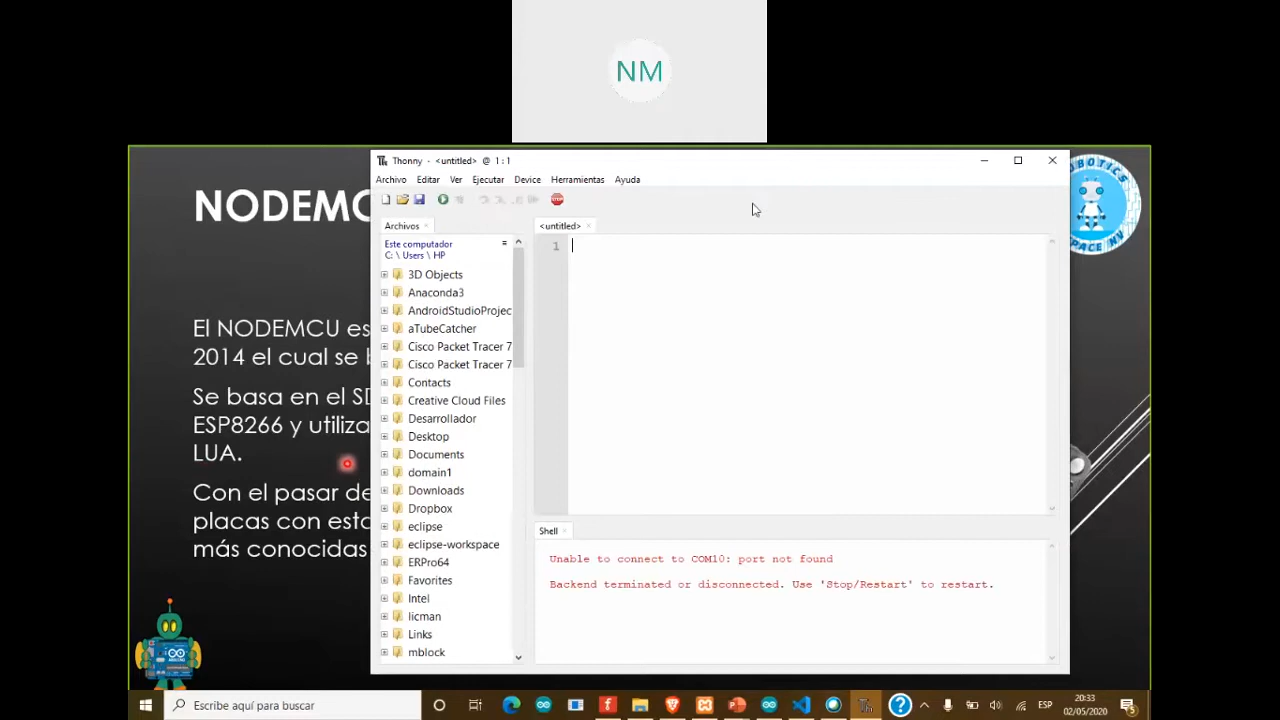 NM
NODEMC
El NODEMCU es
2014 el cual se b
Se basa en el SD
ESP8266 y utiliza
LUA.
Con el pasar de
placas con esta
más conocidas
Thonny - <untitled> @ 1 : 1
Archivo Editar Ver Ejecutar Device Herramientas Ayuda
STOP
Archivos
Este computador
C: \ Users \ HP
3D Objects
Anaconda3
AndroidStudioProjec
aTubeCatcher
Cisco Packet Tracer 7
Cisco Packet Tracer 7
Contacts
Creative Cloud Files
Desarrollador
Desktop
Documents
domain1
Downloads
Dropbox
eclipse
eclipse-workspace
ERPro64
Favorites
Intel
licman
Links
mblock
<untitled>
1
Shell
Unable to connect to COM10: port not found
Backend terminated or disconnected. Use 'Stop/Restart' to restart.
Escribe aquí para buscar
ESP
20:33
02/05/2020
5